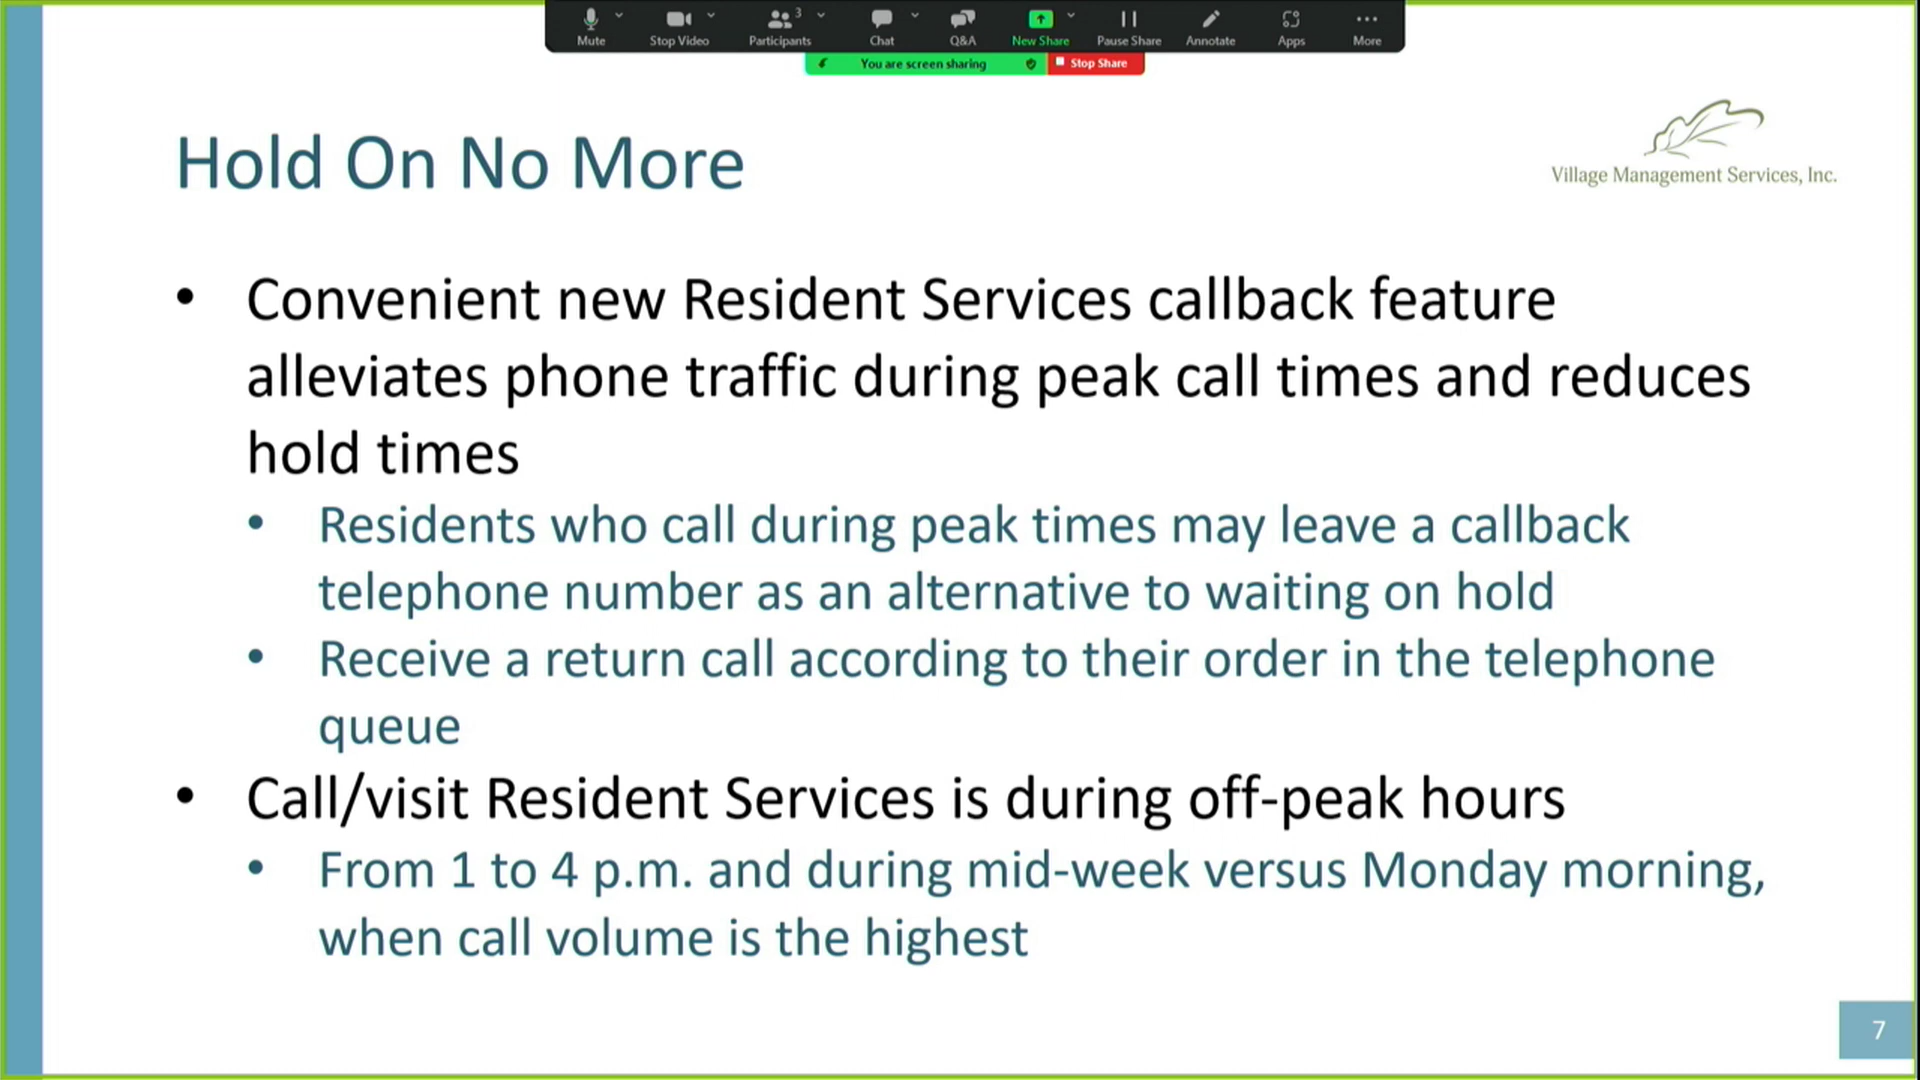 Mute
Stop Video
Participants
3
Chat
Q&A
New Share
Pause Share
Annotate
Apps
More
You are screen sharing
Stop Share
Hold On No More
Village Management Services, Inc.
• Convenient new Resident Services callback feature
alleviates phone traffic during peak call times and reduces
hold times
• Residents who call during peak times may leave a callback
telephone number as an alternative to waiting on hold
• Receive a return call according to their order in the telephone
queue
• Call/visit Resident Services is during off-peak hours
• From 1 to 4 p.m. and during mid-week versus Monday morning,
when call volume is the highest
7